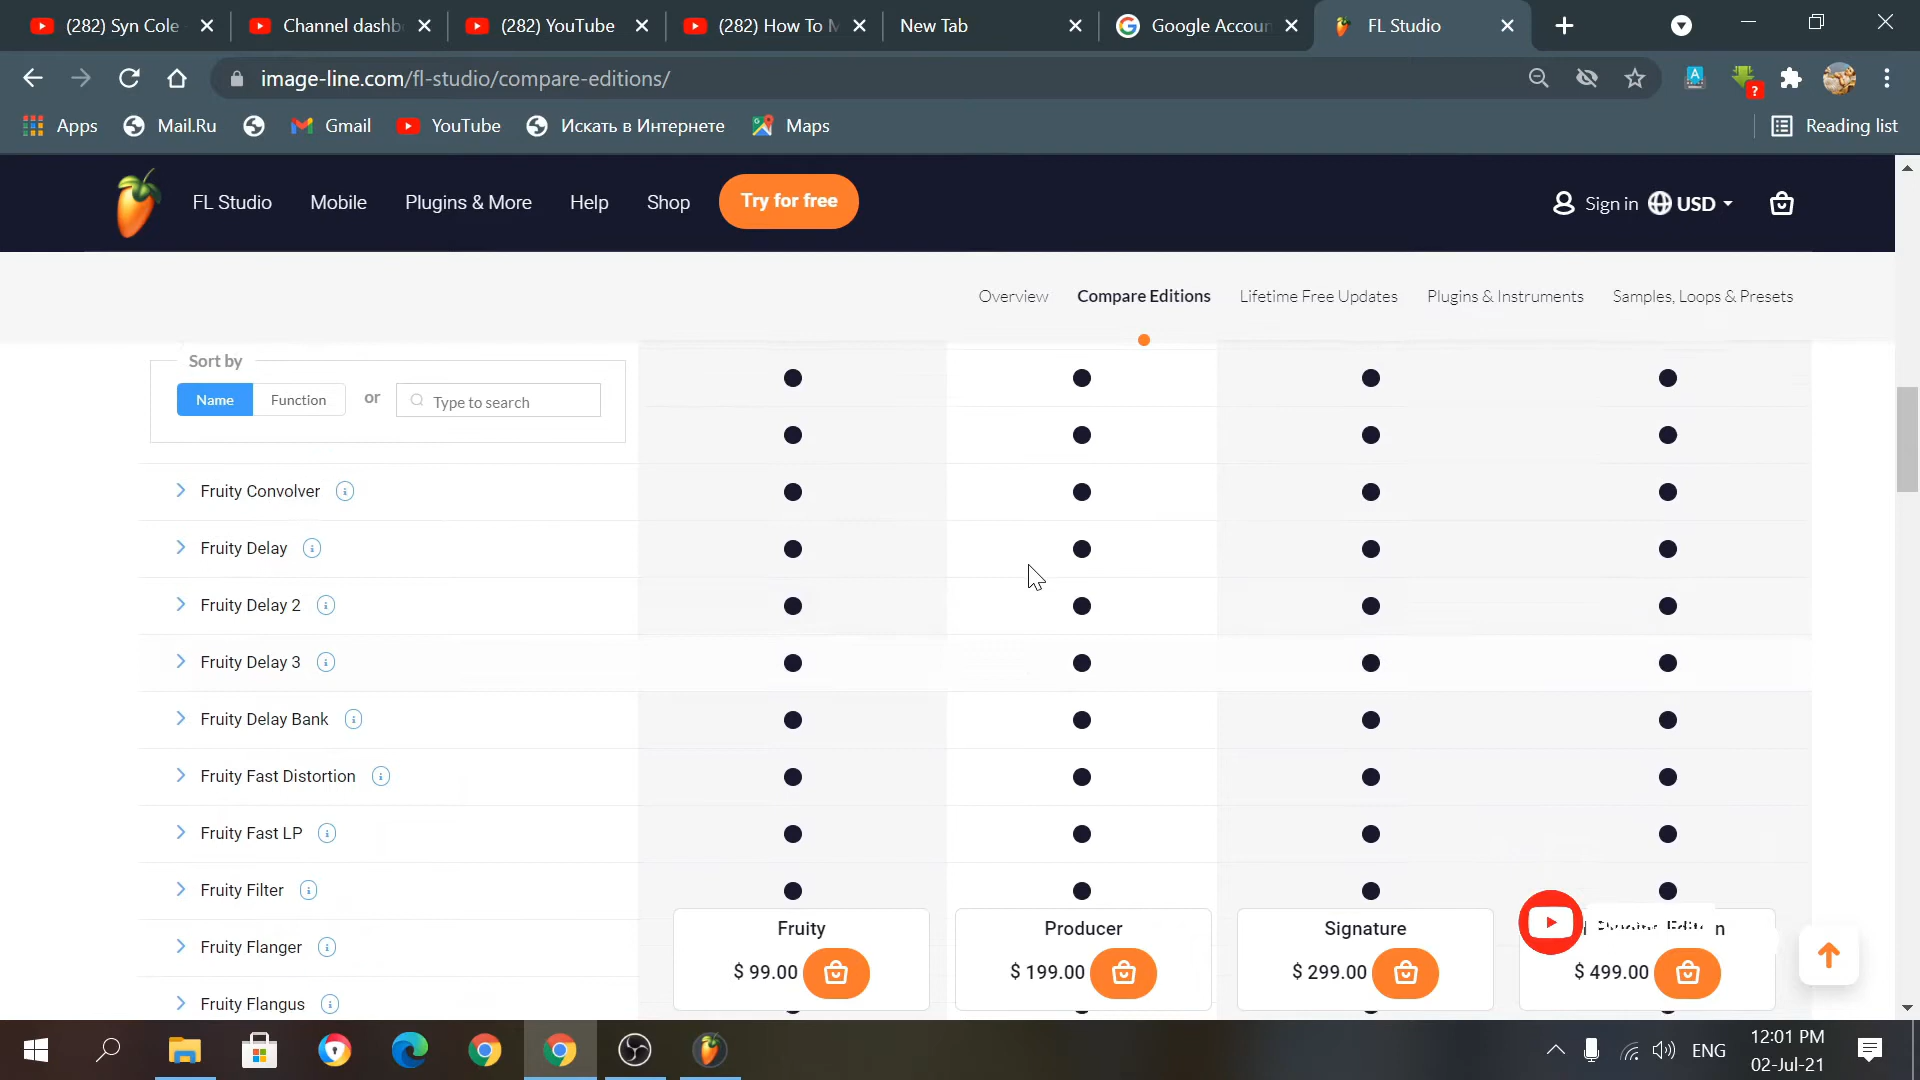 (282) Syn Cole
Channel dashb
(282) YouTube
(282) How To M
New Tab
Google Accoun
FL Studio
image-line.com/fl-studio/compare-editions/
Apps
Mail.Ru
Gmail
YouTube
Искать в Интернете
Maps
Reading list
FL Studio
Mobile
Plugins & More
Help
Shop
Try for free
Sign in
USD
Overview
Compare Editions
Lifetime Free Updates
Plugins & Instruments
Samples, Loops & Presets
Sort by
Name
Function
or
Type to search
Fruity Convolver
Fruity Delay
Fruity Delay 2
Fruity Delay 3
Fruity Delay Bank
Fruity Fast Distortion
Fruity Fast LP
Fruity Filter
Fruity Flanger
Fruity Flangus
Fruity
$ 99.00
Producer
$ 199.00
Signature
$ 299.00
$ 499.00
ENG
12:01 PM
02-Jul-21